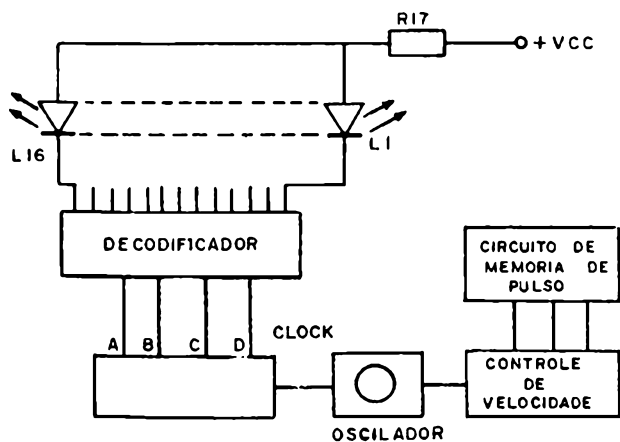 R17
+VCC
L16
L1
DECODIFICADOR
CIRCUITO DE
MEMORIA DE
PULSO
A B C D
CLOCK
CONTROLE
DE
VELOCIDADE
OSCILADOR